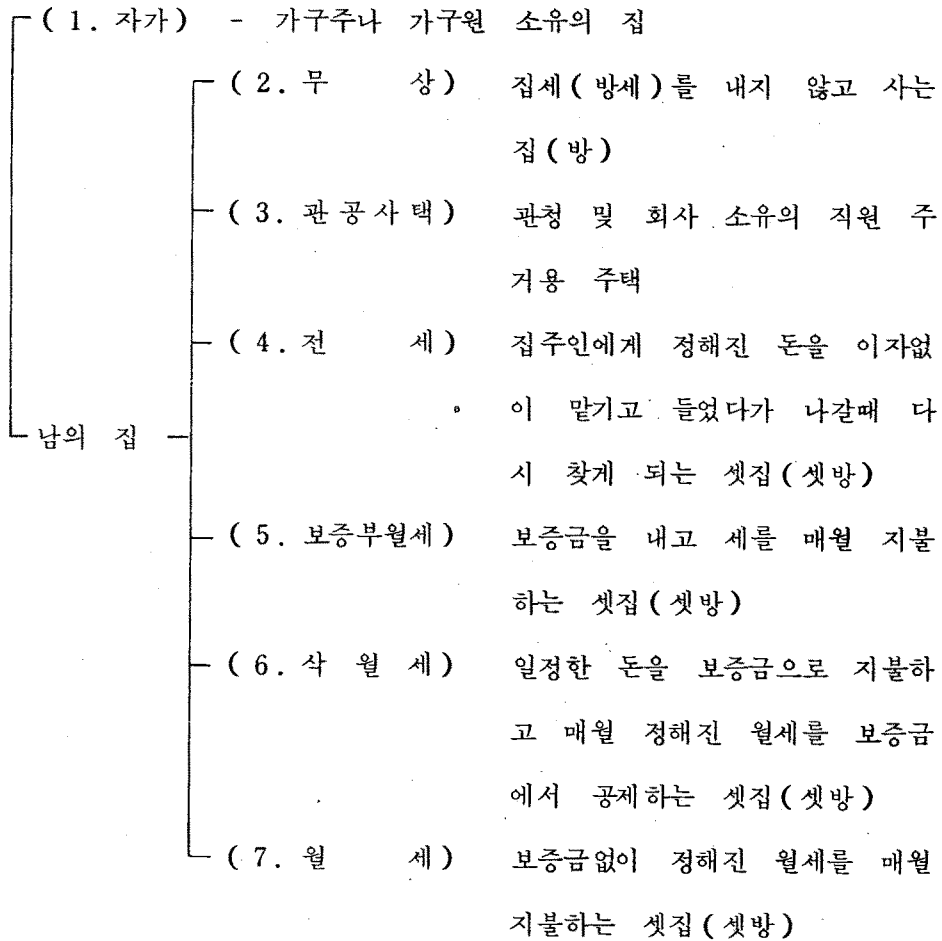 ( 1. 자가 ) - 가구주나 가구원 소유의 집
( 2. 무 상 ) 집세 ( 방세 ) 를 내지 않고 사는
집 ( 방 )
( 3. 관공사택 ) 관청 및 회사 소유의 직원 주
거용 주택
( 4. 전 세 ) 집주인에게 정해진 돈을 이자없
이 맡기고 들었다가 나갈때 다
남의 집
시 찾게 되는 셋집 ( 셋방 )
( 5. 보증부월세 ) 보증금을 내고 세를 매월 지불
하는 셋집 ( 셋방 )
( 6. 삭 월 세 ) 일정한 돈을 보증금으로 지불하
고 매월 정해진 월세를 보증금
에서 공제하는 셋집 ( 셋방 )
( 7. 월 세 ) 보증금없이 정해진 월세를 매월
지불하는 셋집 ( 셋방 )